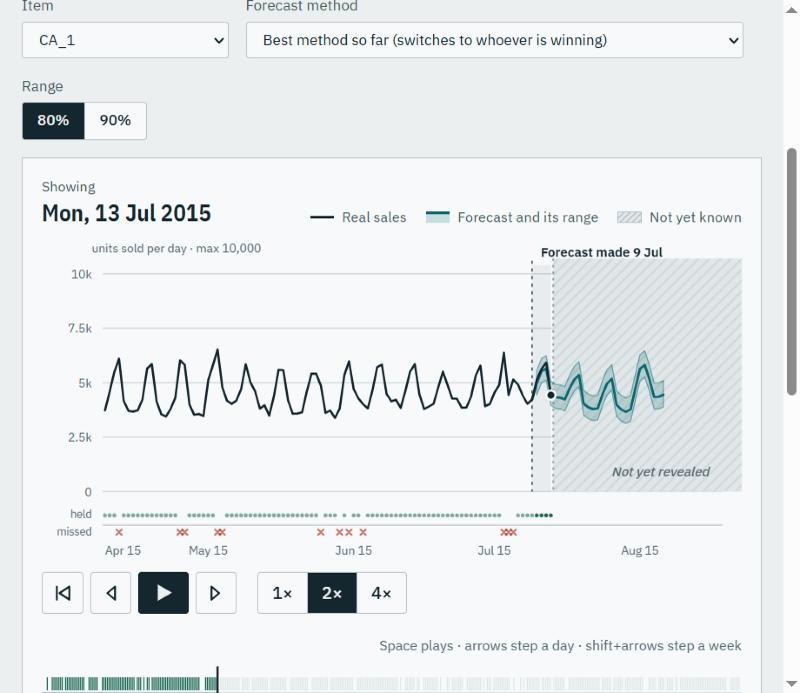 Item Forecast method
CA_1 Best method so far (switches to whoever is winning)
Range
80% 90%
Showing
Mon, 13 Jul 2015 Real sales Forecast and its range Not yet known
units sold per day · max 10,000 Forecast made 9 Jul
10k
7.5k
5k
2.5k
Not yet revealed
0
held
missed
Apr 15 May 15 Jun 15 Jul 15 Aug 15
1× 2× 4×
Space plays · arrows step a day · shift+arrows step a week